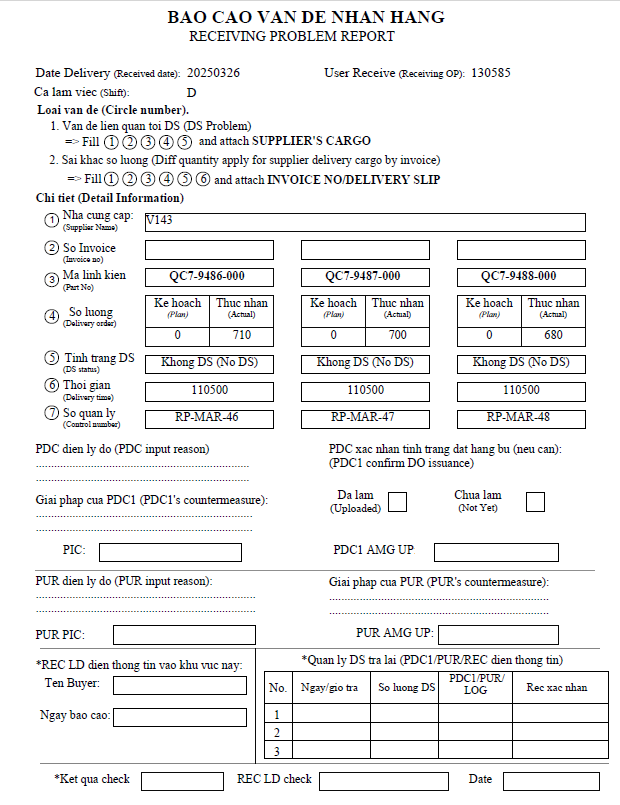 BAO CAO VAN DE NHAN HANG
RECEIVING PROBLEM REPORT
Date Delivery (Received date): 20250326 User Receive (Receiving OP): 130585
Ca lam viec (Shift): D
Loai van de (Circle number).
1. Van de lien quan toi DS (DS Problem)
=> Fill ① ② ③ ④ ⑤ and attach SUPPLIER'S CARGO
2. Sai khac so luong (Diff quantity apply for supplier delivery cargo by invoice)
=> Fill ① ② ③ ④ ⑤ ⑥ and attach INVOICE NO/DELIVERY SLIP
Chi tiet (Detail Information)
① Nha cung cap: V143
(Supplier Name)
② So Invoice
(Invoice no)
③ Ma linh kien QC7-9486-000 QC7-9487-000 QC7-9488-000
(Part No)
④ So luong
(Delivery order)
Ke hoach Thuc nhan Ke hoach Thuc nhan Ke hoach Thuc nhan
(Plan) (Actual) (Plan) (Actual) (Plan) (Actual)
0 710 0 700 0 680
⑤ Tinh trang DS Khong DS (No DS) Khong DS (No DS) Khong DS (No DS)
(DS status)
⑥ Thoi gian 110500 110500 110500
(Delivery time)
⑦ So quan ly RP-MAR-46 RP-MAR-47 RP-MAR-48
(Control number)
PDC dien ly do (PDC input reason)
PDC xac nhan tinh trang dat hang bu (neu can):
(PDC1 confirm DO issuance)
Giai phap cua PDC1 (PDC1's countermeasure):
Da lam Chua lam
(Uploaded) (Not Yet)
PIC: PDC1 AMG UP
PUR dien ly do (PUR input reason): Giai phap cua PUR (PUR's countermeasure):
PUR PIC: PUR AMG UP:
*REC LD dien thong tin vao khu vuc nay:
Ten Buyer:
Ngay bao cao:
*Quan ly DS tra lai (PDC1/PUR/REC dien thong tin)
No. Ngay/gio tra So luong DS PDC1/PUR/ Rec xac nhan
LOG
1
2
3
*Ket qua check REC LD check Date